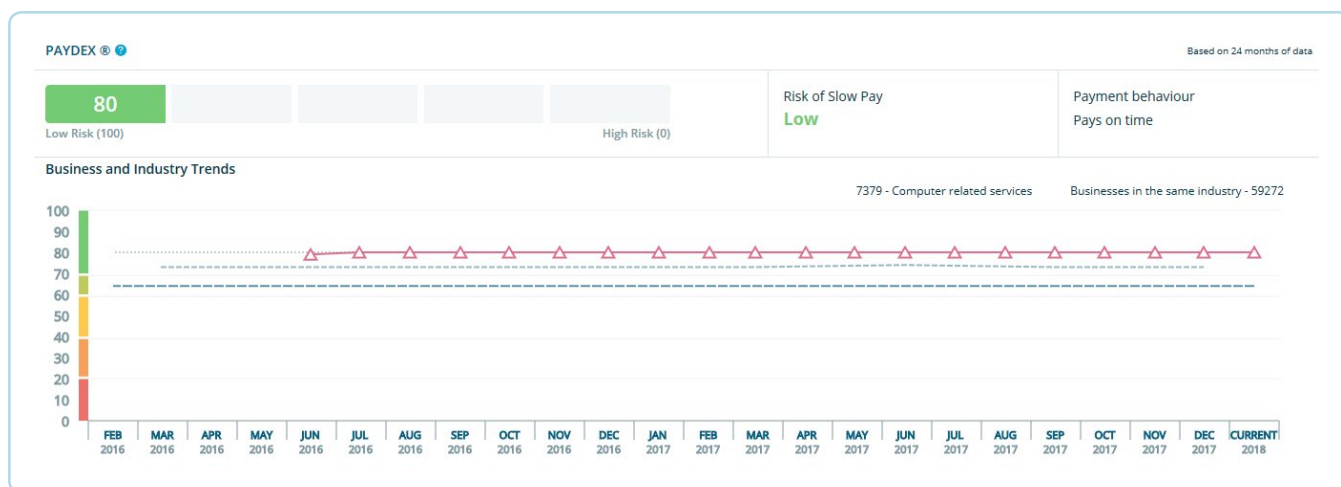 PAYDEX ® ?
Based on 24 months of data
80
Low Risk (100)
High Risk (0)
Risk of Slow Pay
Low
Payment behaviour
Pays on time
Business and Industry Trends
7379 - Computer related services
Businesses in the same industry - 59272
100
90
80
70
60
50
40
30
20
10
0
FEB MAR APR MAY JUN JUL AUG SEP OCT NOV DEC JAN FEB MAR APR MAY JUN JUL AUG SEP OCT NOV DEC CURRENT
2016 2016 2016 2016 2016 2016 2016 2016 2016 2016 2016 2017 2017 2017 2017 2017 2017 2017 2017 2017 2017 2017 2017 2018